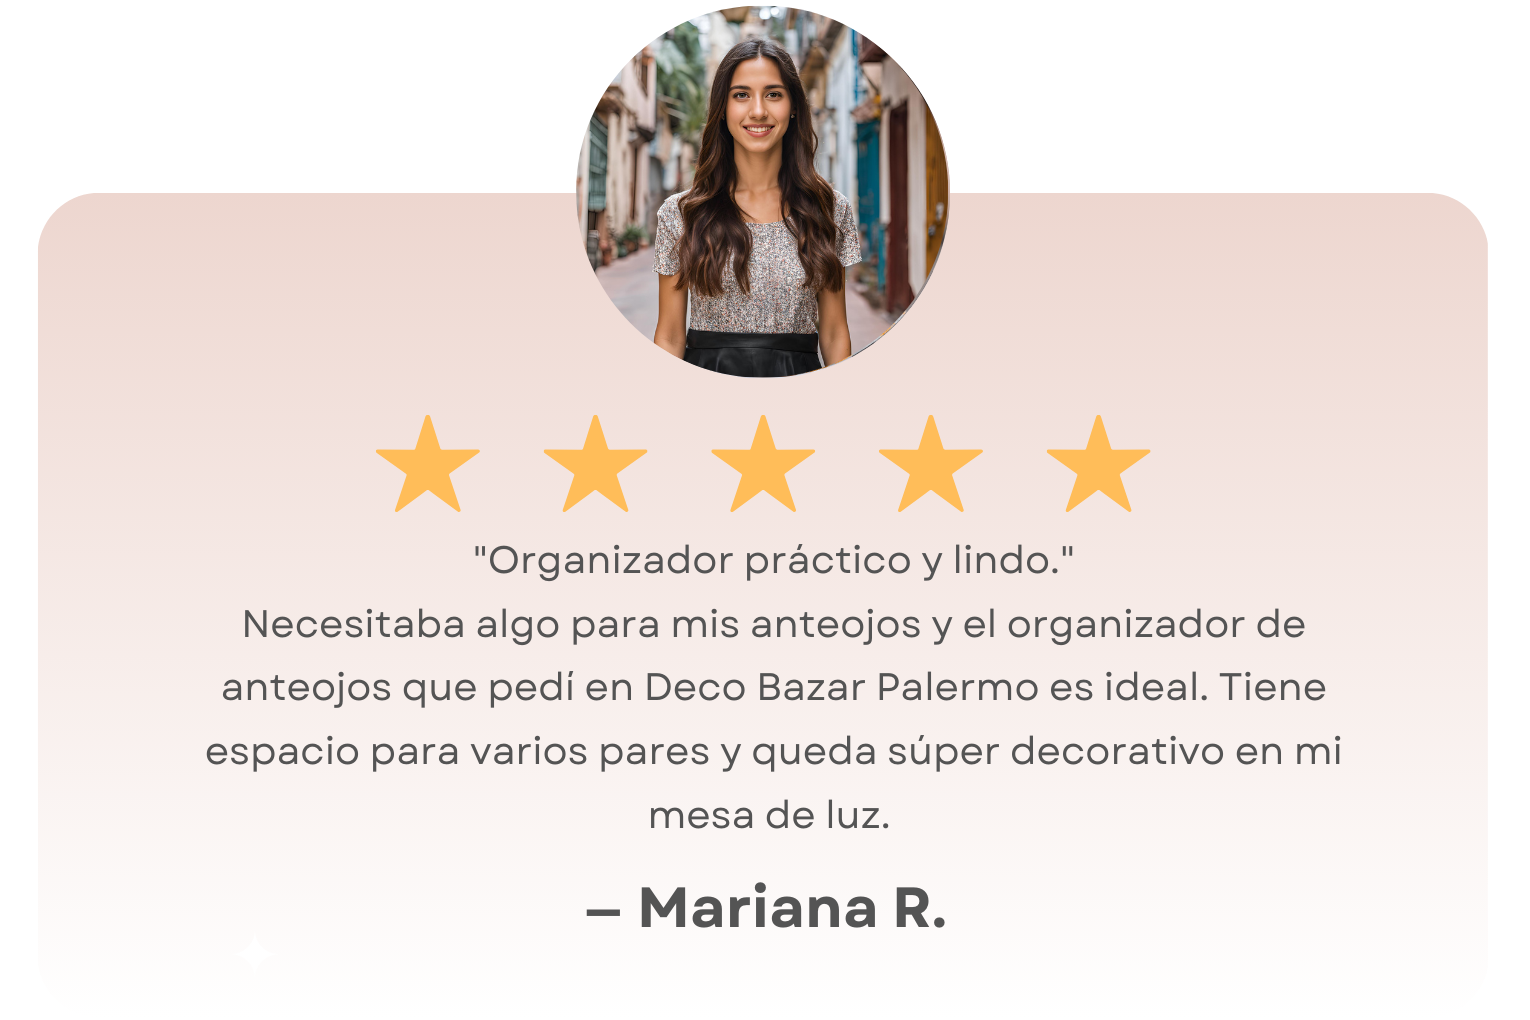 "Organizador práctico y lindo."
Necesitaba algo para mis anteojos y el organizador de
anteojos que pedí en Deco Bazar Palermo es ideal. Tiene
espacio para varios pares y queda súper decorativo en mi
mesa de luz.
– Mariana R.